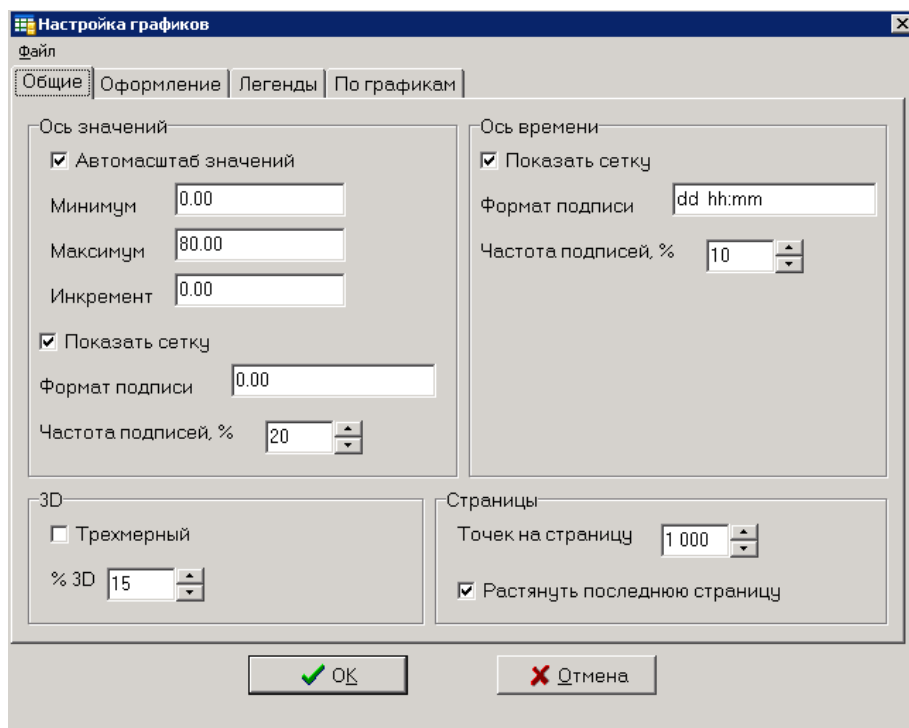 Настройка графиков
Файл
Общие Оформление Легенды По графикам
Ось значений
Автомасштаб значений
Минимум 0.00
Максимум 80.00
Инкремент 0.00
Показать сетку
Формат подписи 0.00
Частота подписей, % 20
Ось времени
Показать сетку
Формат подписи dd hh:mm
Частота подписей, % 10
3D
Трехмерный
% 3D 15
Страницы
Точек на страницу 1 000
Растянуть последнюю страницу
OK Отмена